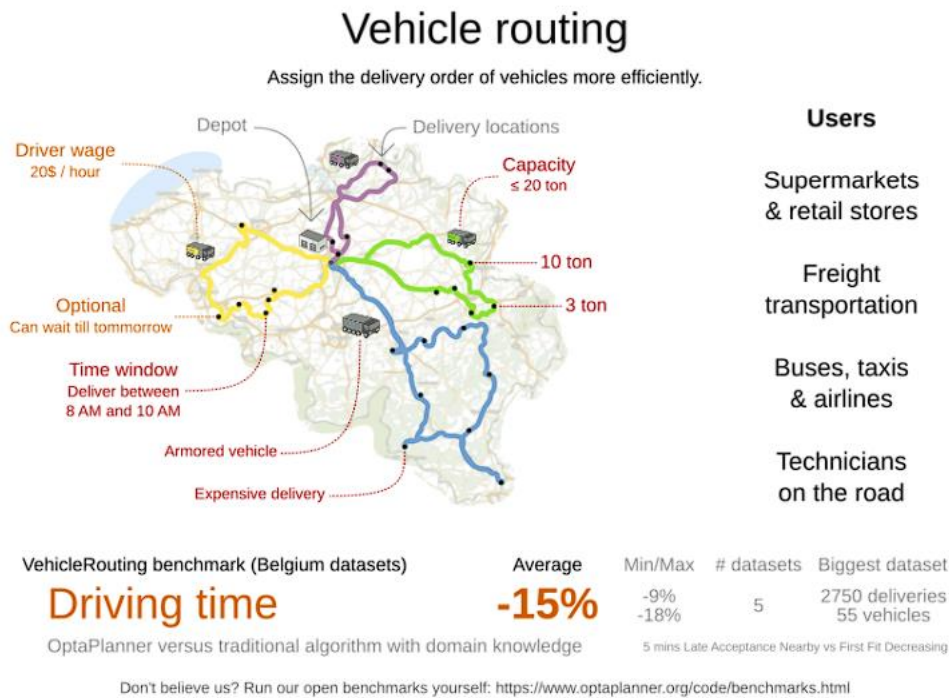 Vehicle routing
Assign the delivery order of vehicles more efficiently.
Depot
Delivery locations
Driver wage
20$ / hour
Capacity
≤ 20 ton
10 ton
3 ton
Optional
Can wait till tommorrow
Time window
Deliver between
8 AM and 10 AM
Armored vehicle
Expensive delivery
Users
Supermarkets
& retail stores
Freight
transportation
Buses, taxis
& airlines
Technicians
on the road
VehicleRouting benchmark (Belgium datasets)
Driving time
OptaPlanner versus traditional algorithm with domain knowledge
Average
-15%
Min/Max
-9%
-18%
# datasets
5
Biggest dataset
2750 deliveries
55 vehicles
5 mins Late Acceptance Nearby vs First Fit Decreasing
Don't believe us? Run our open benchmarks yourself: https://www.optaplanner.org/code/benchmarks.html